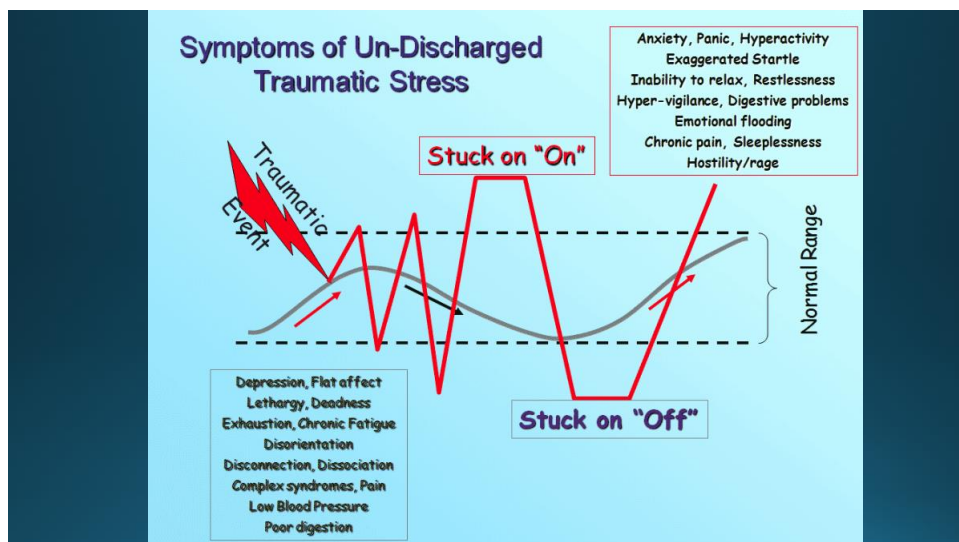 Symptoms of Un-Discharged
Traumatic Stress
Anxiety, Panic, Hyperactivity
Exaggerated Startle
Inability to relax, Restlessness
Hyper-vigilance, Digestive problems
Emotional flooding
Chronic pain, Sleeplessness
Hostility/rage
Traumatic
Event
Stuck on “On”
Normal Range
Depression, Flat affect
Lethargy, Deadness
Exhaustion, Chronic Fatigue
Disorientation
Disconnection, Dissociation
Complex syndromes, Pain
Low Blood Pressure
Poor digestion
Stuck on “Off”